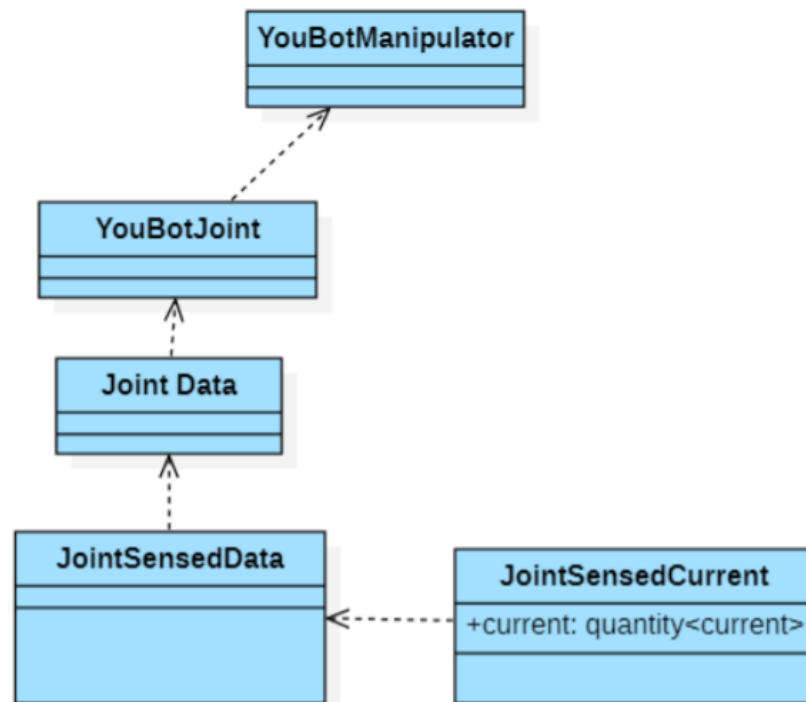 YouBotManipulator
YouBotJoint
Joint Data
JointSensedData
JointSensedCurrent
+current: quantity<current>